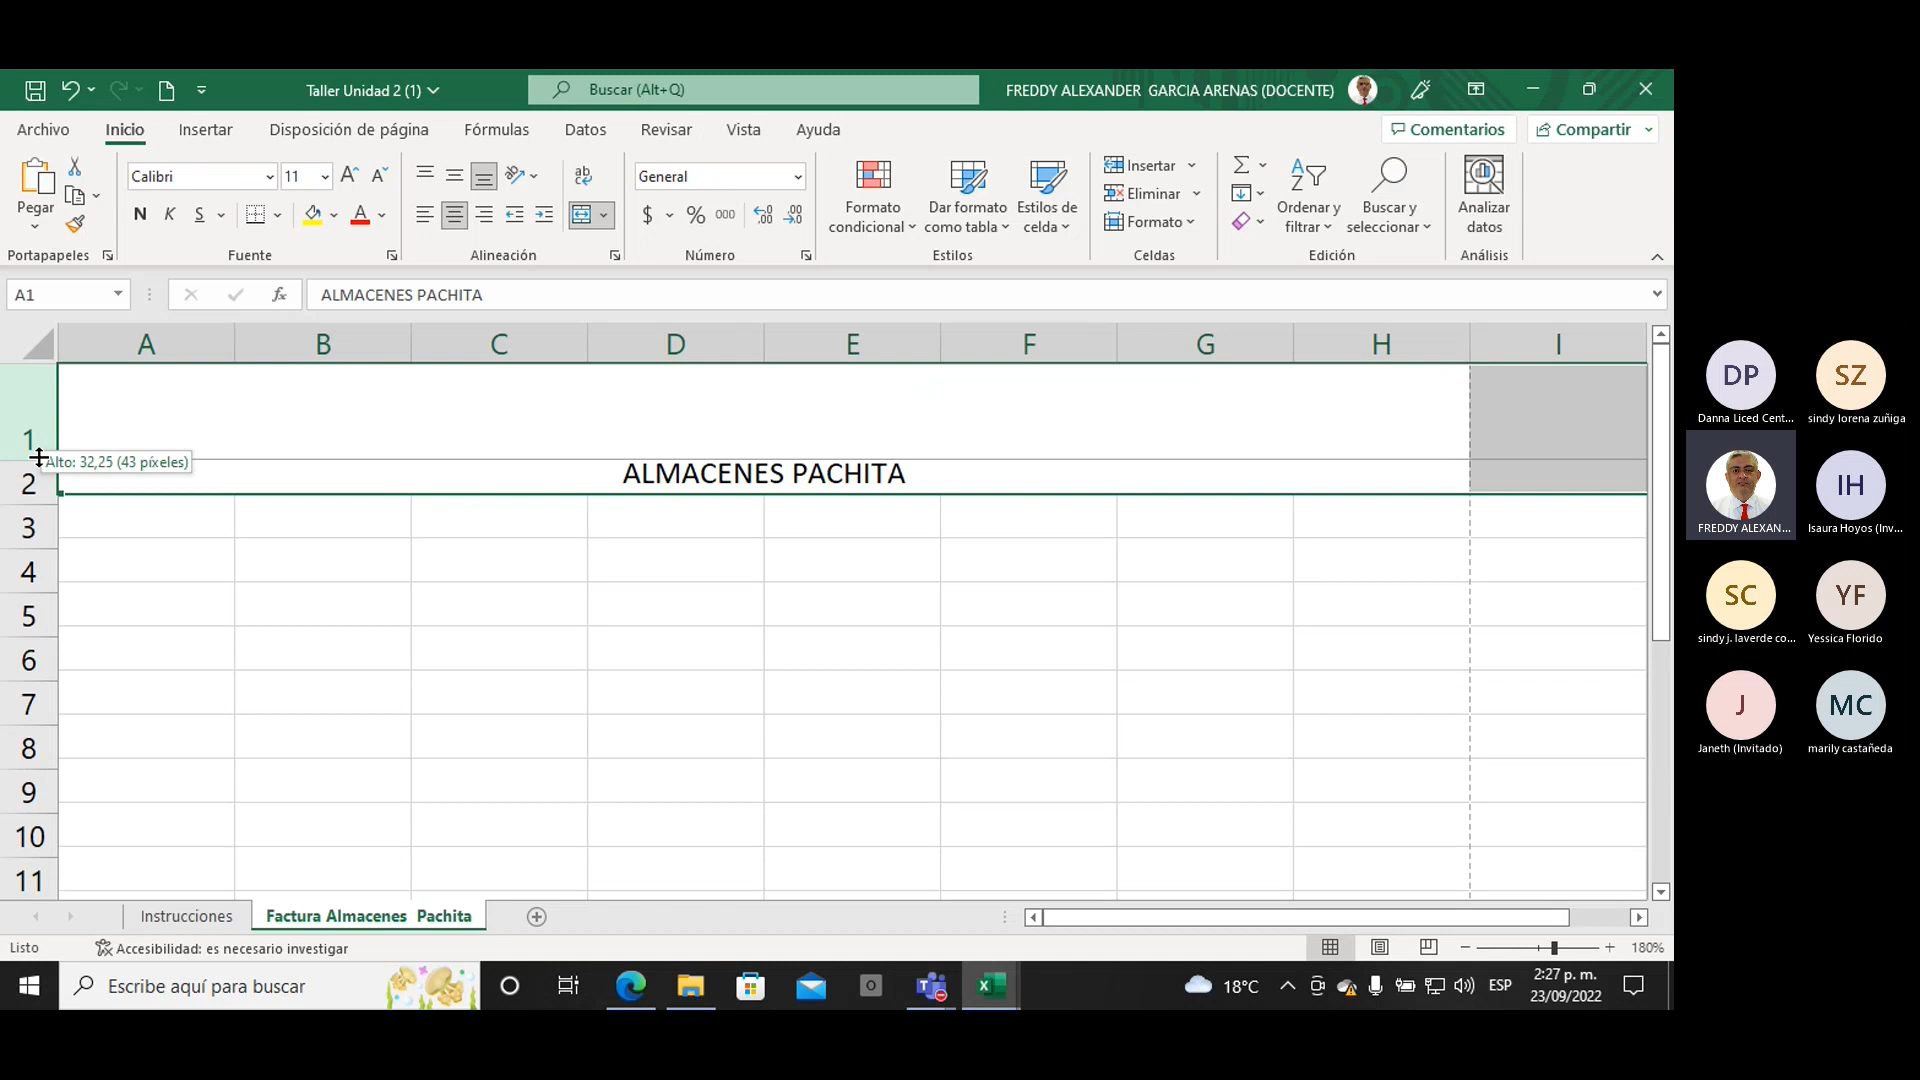 Taller Unidad 2 (1)
Buscar (Alt+Q)
FREDDY ALEXANDER GARCIA ARENAS (DOCENTE)
Archivo
Inicio
Insertar
Disposición de página
Fórmulas
Datos
Revisar
Vista
Ayuda
Comentarios
Compartir
Pegar
Portapapeles
Calibri
11
A A
N K S
A
Fuente
ab
Alineación
General
$ % 000
Número
Formato condicional
Dar formato como tabla
Estilos de celda
Estilos
Insertar
Eliminar
Formato
Celdas
Ordenar y filtrar
Buscar y seleccionar
Edición
Analizar datos
Análisis
A1
fx
ALMACENES PACHITA
A B C D E F G H I
1
Alto: 32,25 (43 píxeles)
2
ALMACENES PACHITA
3
4
5
6
7
8
9
10
11
Instrucciones
Factura Almacenes Pachita
Listo
Accesibilidad: es necesario investigar
180%
Escribe aquí para buscar
18°C
ESP
2:27 p. m.
23/09/2022
DP
Danna Liced Cent...
SZ
sindy lorena zuñiga
FREDDY ALEXAN...
IH
Isaura Hoyos (Inv...
SC
sindy j. laverde co...
YF
Yessica Florido
J
Janeth (Invitado)
MC
marily castañeda